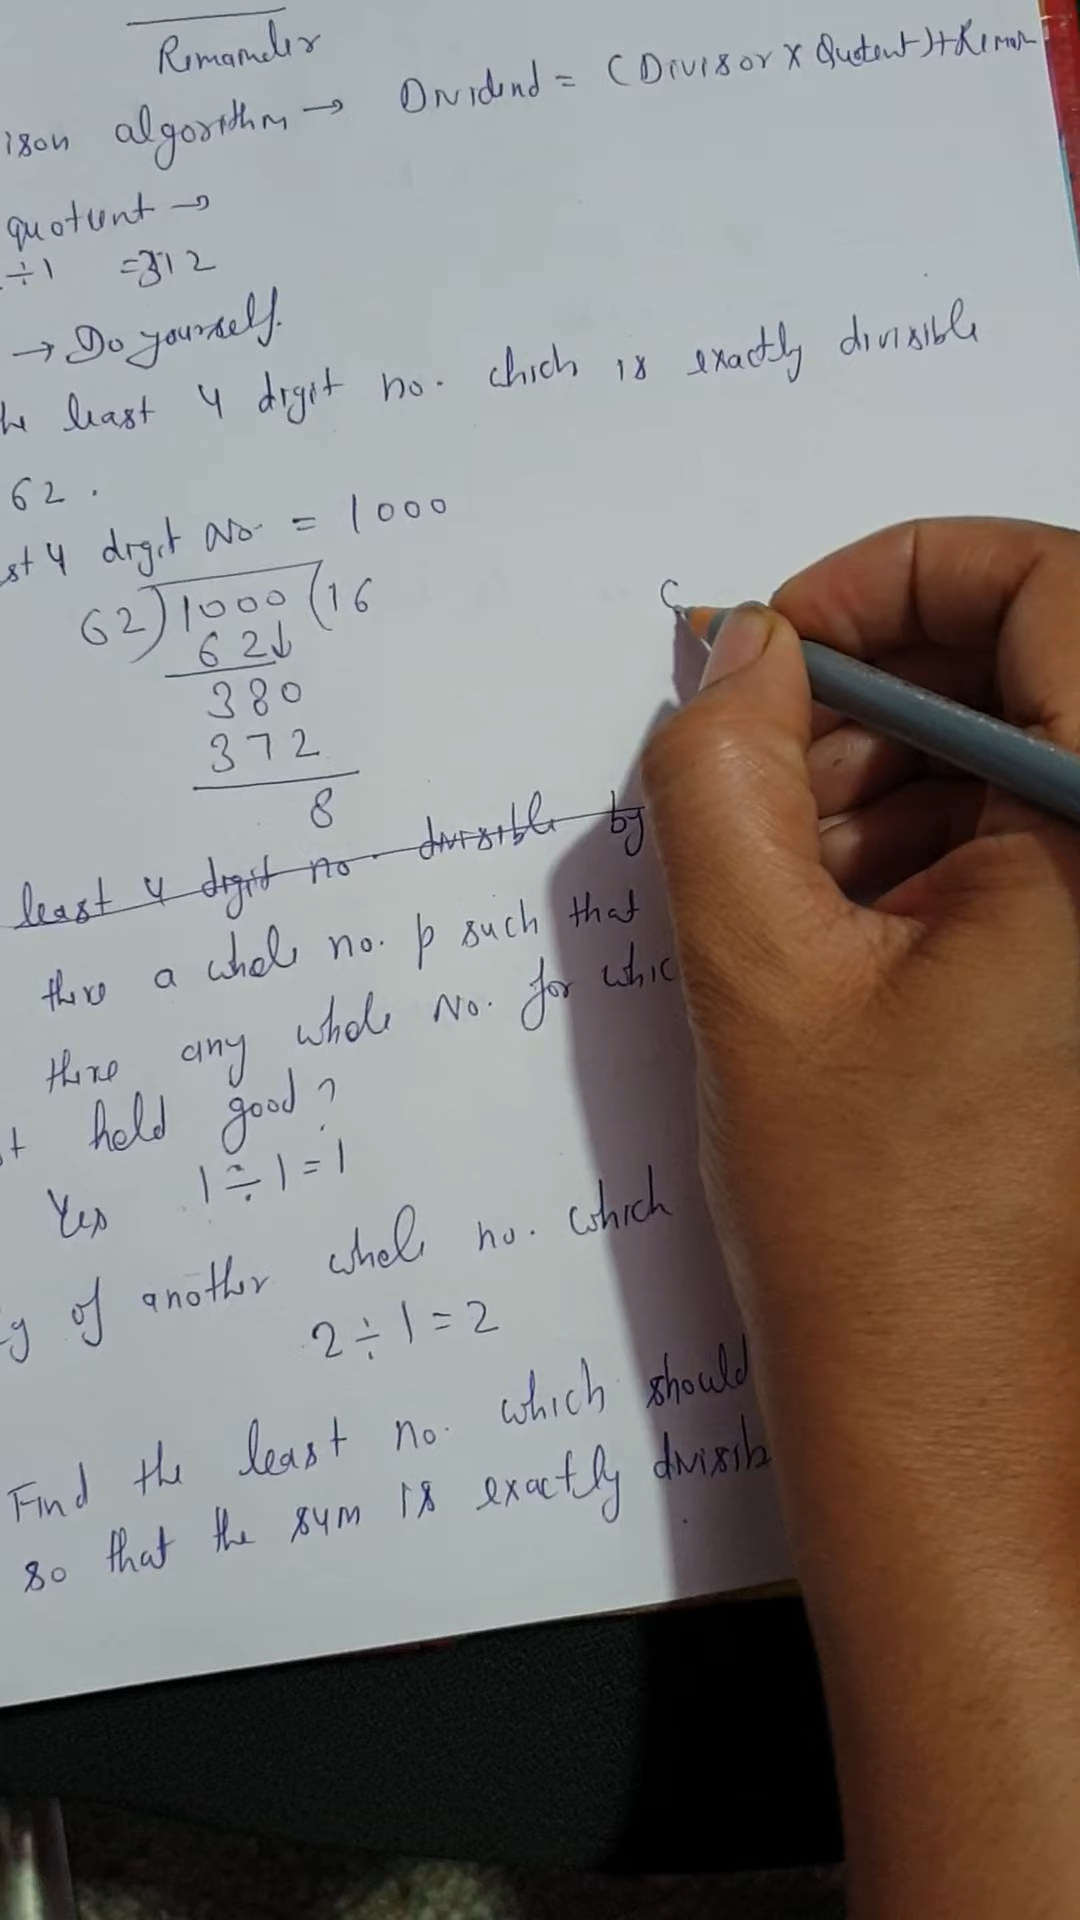 Remainder
ison algorithm → Dividend = (Divisor × Quotent) + Remain
quotient →
÷ 1 = 312
→ Do yourself.
he least 4 digit no. which is exactly divisible
62.
st 4 digit No. = 1000
62) 1000 (16
62↓
380
372
8
least 4 digit no. divisible by
there a whole no. p such that
there any whole No. for whic
t hold good?
Yes 1 ÷ 1 = 1
g of another whole no. which
2 ÷ 1 = 2
Find the least no. which should
so that the sum is exactly divisib